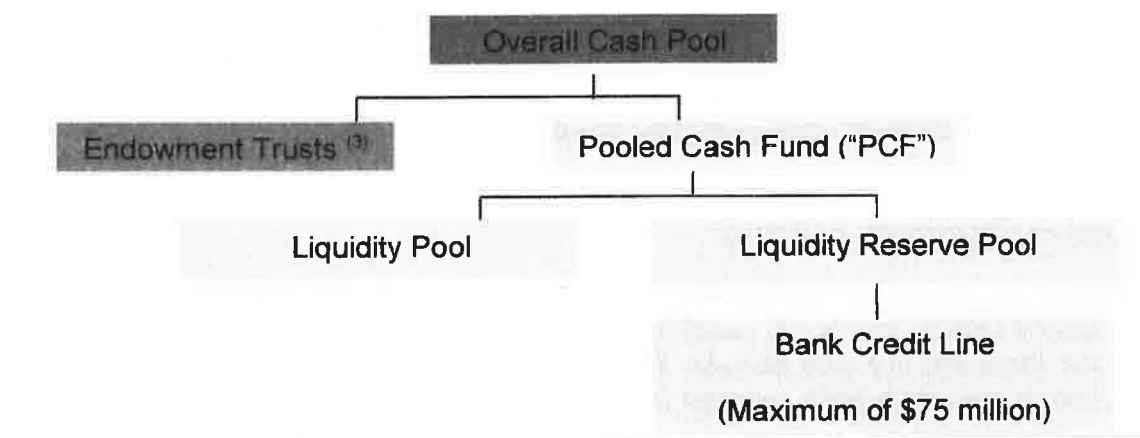 Overall Cash Pool
Endowment Trusts (3)
Pooled Cash Fund ("PCF")
Liquidity Pool
Liquidity Reserve Pool
Bank Credit Line
(Maximum of $75 million)